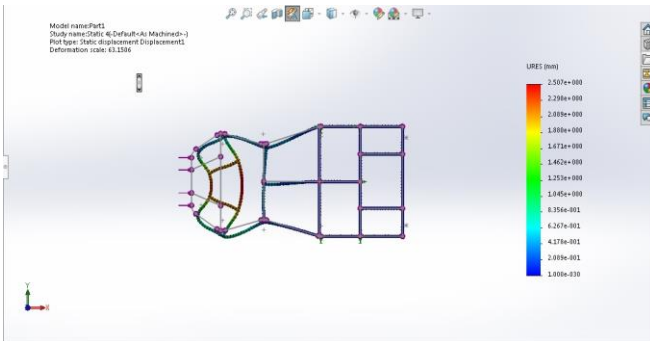 Model name:Part1
Study name:Static 4(-Default<As Machined>-)
Plot type: Static displacement Displacement1
Deformation scale: 63.1506
URES (mm)
2.507e+000
2.298e+000
2.089e+000
1.880e+000
1.671e+000
1.462e+000
1.253e+000
1.045e+000
8.356e-001
6.267e-001
4.178e-001
2.089e-001
1.000e-030
Y
X